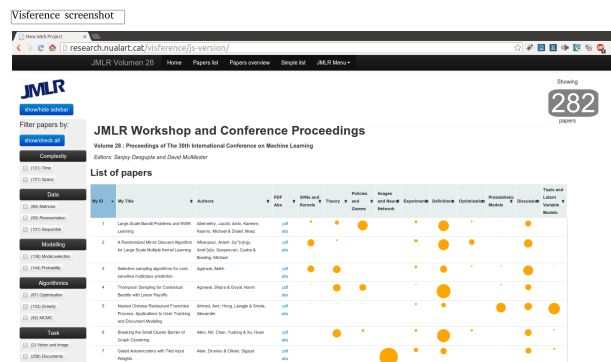 Visference screenshot
New Web Project
research.nualart.cat/visference/js-version/
JMLR Volumen 28 Home Papers list Papers overview Simple list JMLR Menu
JMLR
show/hide sidebar
Filter papers by:
show/check all
Complexity
(131) Time
(151) Space
Data
(66) Matrices
(99) Representation
(101) Sequential
Modelling
(138) Model selection
(144) Probability
Algorithmics
(67) Optimisation
(103) Greedy
(92) MCMC
Task
(2) Vision and image
(258) Documents
Showing
282
papers
JMLR Workshop and Conference Proceedings
Volume 28 : Proceedings of The 30th International Conference on Machine Learning
Editors: Sanjoy Dasgupta and David McAllester
List of papers
My ID My Title Authors PDF Abs SVMs and Kernels Theory Policies and Games Images and Neural Network Experiments Definitions Optimisation Probabilistic Models Discussion Topic and Latent Variable Models
1 Large-Scale Bandit Problems and KWIK Learning Abernethy, Jacob; Amin, Kareem; Kearns, Michael & Draief, Moez pdf abs
2 A Randomized Mirror Descent Algorithm for Large Scale Multiple Kernel Learning Afkanpour, Arash; Szepesvari, Csaba & Bowling, Michael pdf abs
3 Selective sampling algorithms for cost-sensitive multiclass prediction Agarwal, Alekh pdf abs
4 Thompson Sampling for Contextual Bandits with Linear Payoffs Agrawal, Shipra & Goyal, Navin pdf abs
5 Nested Chinese Restaurant Franchise Process: Applications to User Tracking and Document Modeling Ahmed, Amr; Hong, Liangjie & Smola, Alexander pdf abs
6 Breaking the Small Cluster Barrier of Graph Clustering Ailon, Nir; Chen, Yudong & Xu, Huan pdf abs
7 Gated Autoencoders with Tied Input Weights Alain, Droniou & Olivier, Sigaud pdf abs